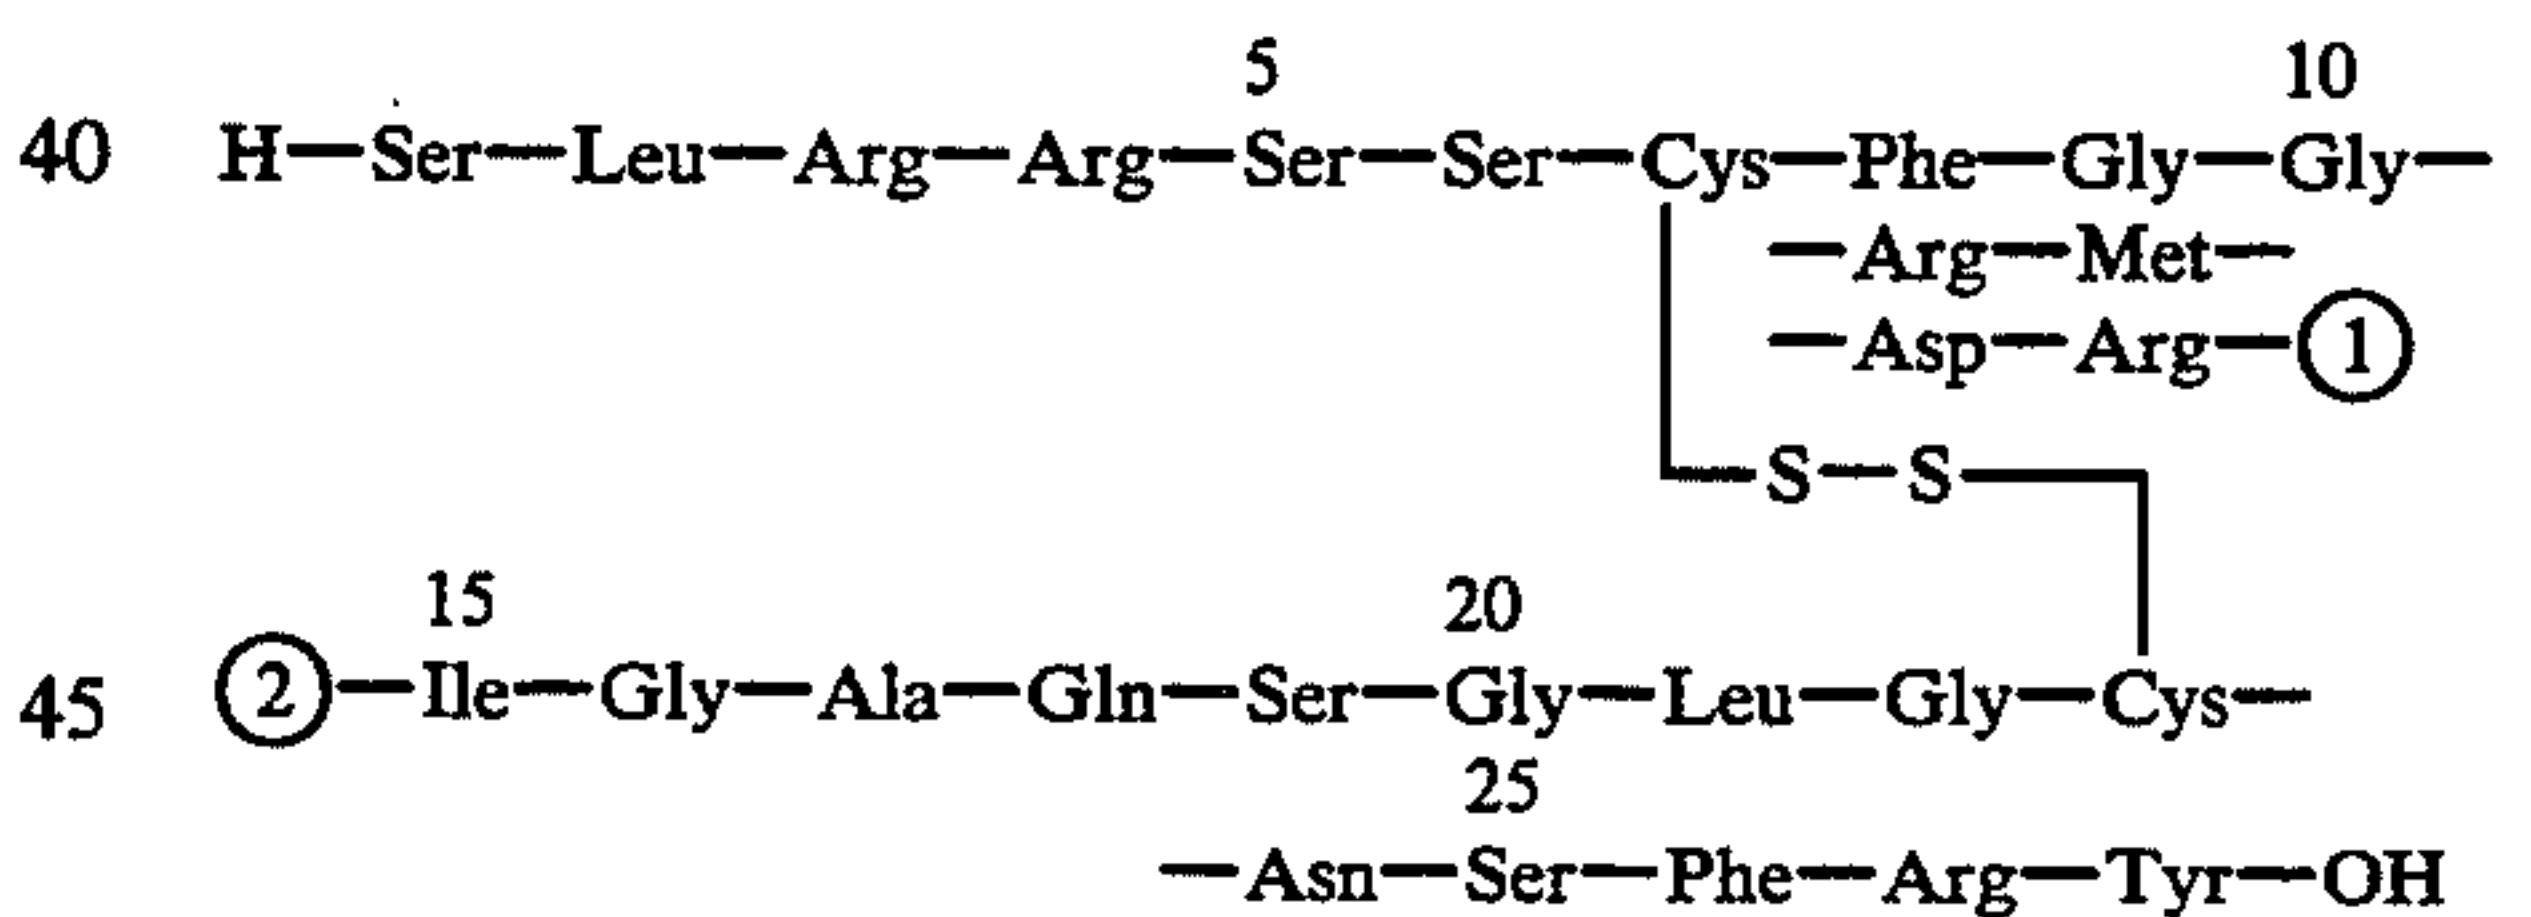 5 10
40 H—Ser—Leu—Arg—Arg—Ser—Ser—Cys—Phe—Gly—Gly—
—Arg—Met—
—Asp—Arg—①
S—S
15 20
45 ②—Ile—Gly—Ala—Gln—Ser—Gly—Leu—Gly—Cys—
25
—Asn—Ser—Phe—Arg—Tyr—OH